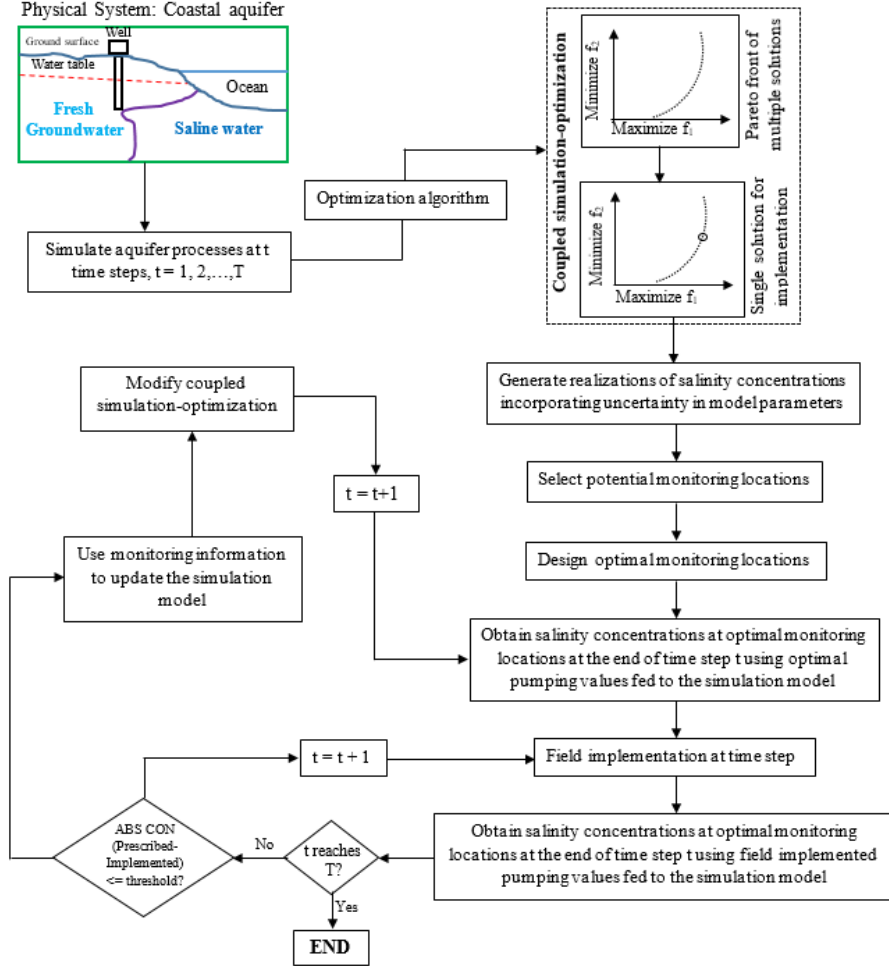 Physical System: Coastal aquifer
Well
Ground surface
Water table
Ocean
Fresh
Groundwater
Saline water
Simulate aquifer processes at t
time steps, t = 1, 2,…,T
Optimization algorithm
Coupled simulation-optimization
Minimize f2
Maximize f1
Pareto front of
multiple solutions
Minimize f2
Maximize f1
Single solution for
implementation
Generate realizations of salinity concentrations
incorporating uncertainty in model parameters
Select potential monitoring locations
Design optimal monitoring locations
Obtain salinity concentrations at optimal monitoring
locations at the end of time step t using optimal
pumping values fed to the simulation model
Field implementation at time step
Obtain salinity concentrations at optimal monitoring
locations at the end of time step t using field implemented
pumping values fed to the simulation model
t reaches
T?
Yes
END
No
ABS CON
(Prescribed-
Implemented)
<= threshold?
t = t + 1
Use monitoring information
to update the simulation
model
Modify coupled
simulation-optimization
t = t+1